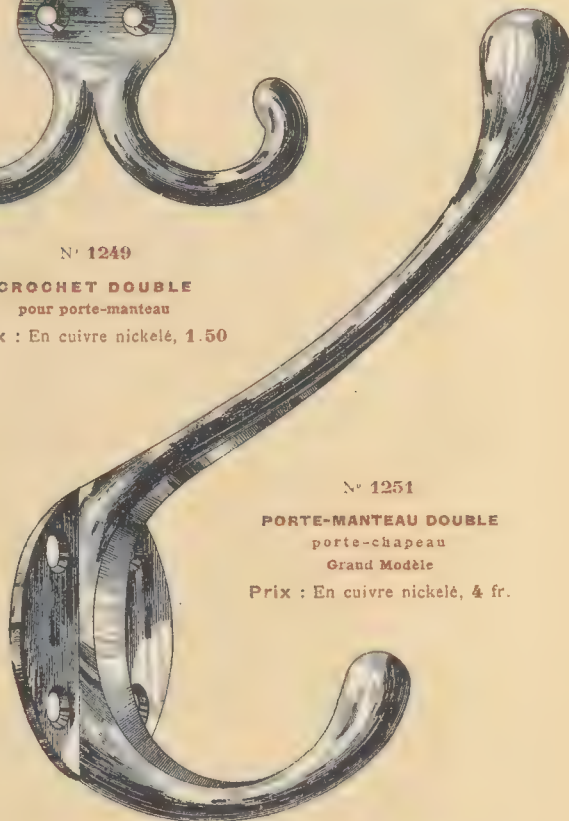 N° 1249
CROCHET DOUBLE
pour porte-manteau
x : En cuivre nickelé, 1.50
N° 1251
PORTE-MANTEAU DOUBLE
porte-chapeau
Grand Modèle
Prix : En cuivre nickelé, 4 fr.